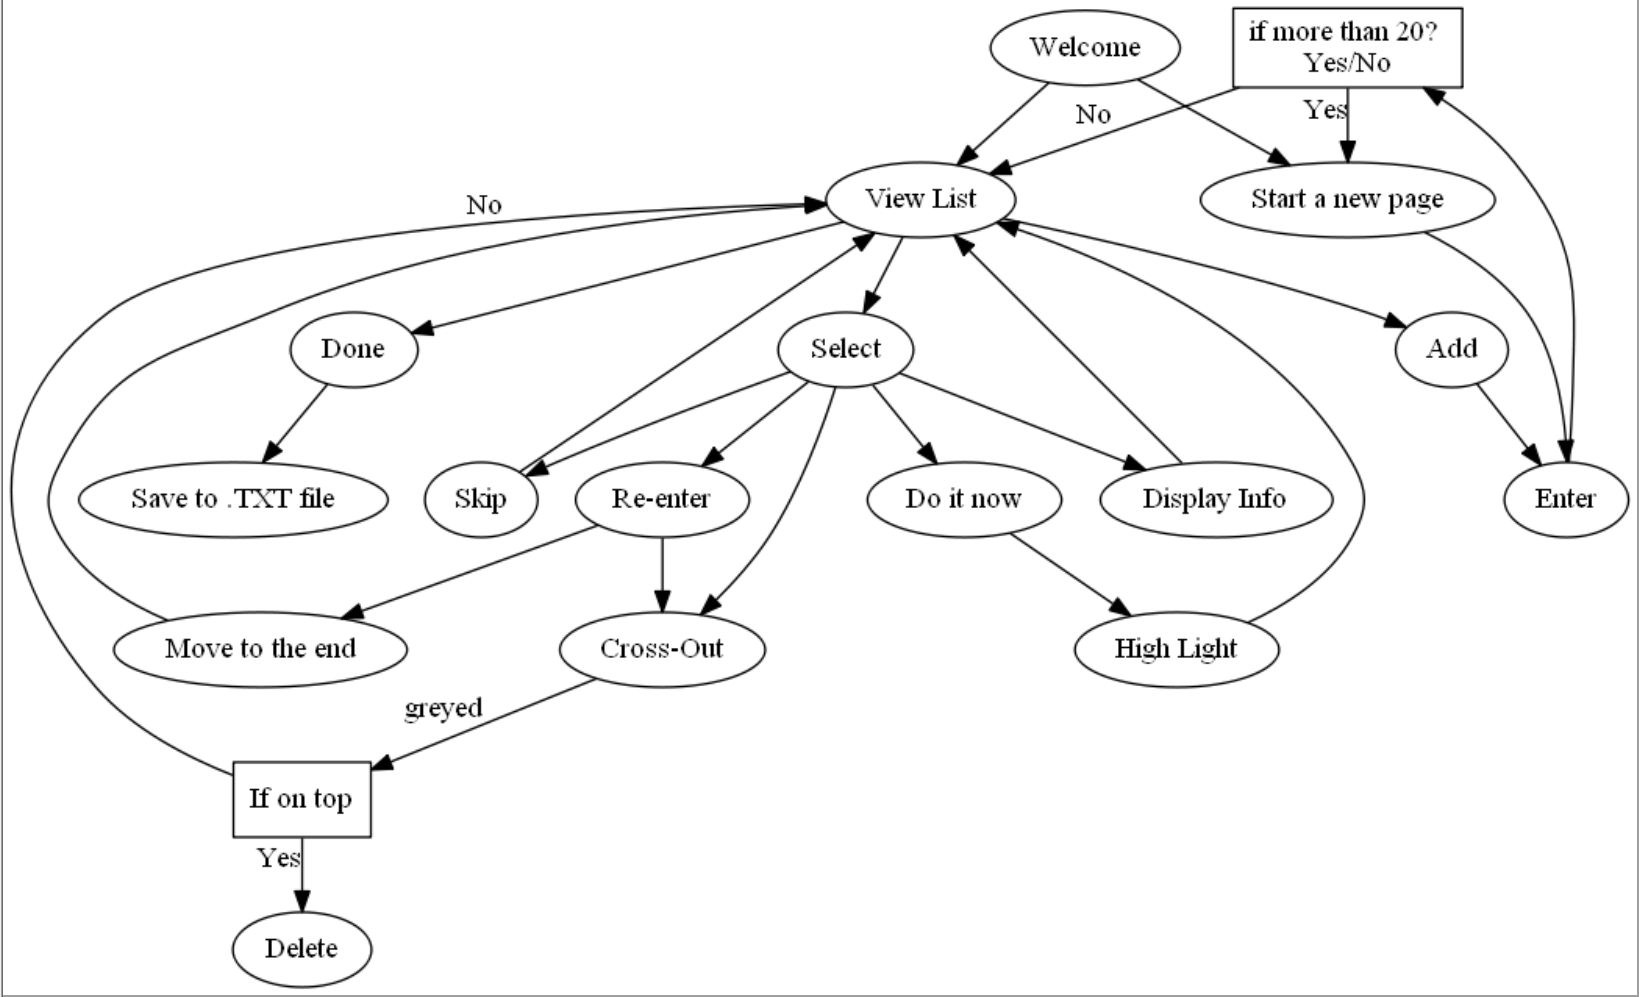 Welcome
if more than 20?
Yes/No
No
Yes
View List
Start a new page
No
Done
Select
Add
Save to .TXT file
Skip
Re-enter
Do it now
Display Info
Enter
Move to the end
Cross-Out
High Light
greyed
If on top
Yes
Delete